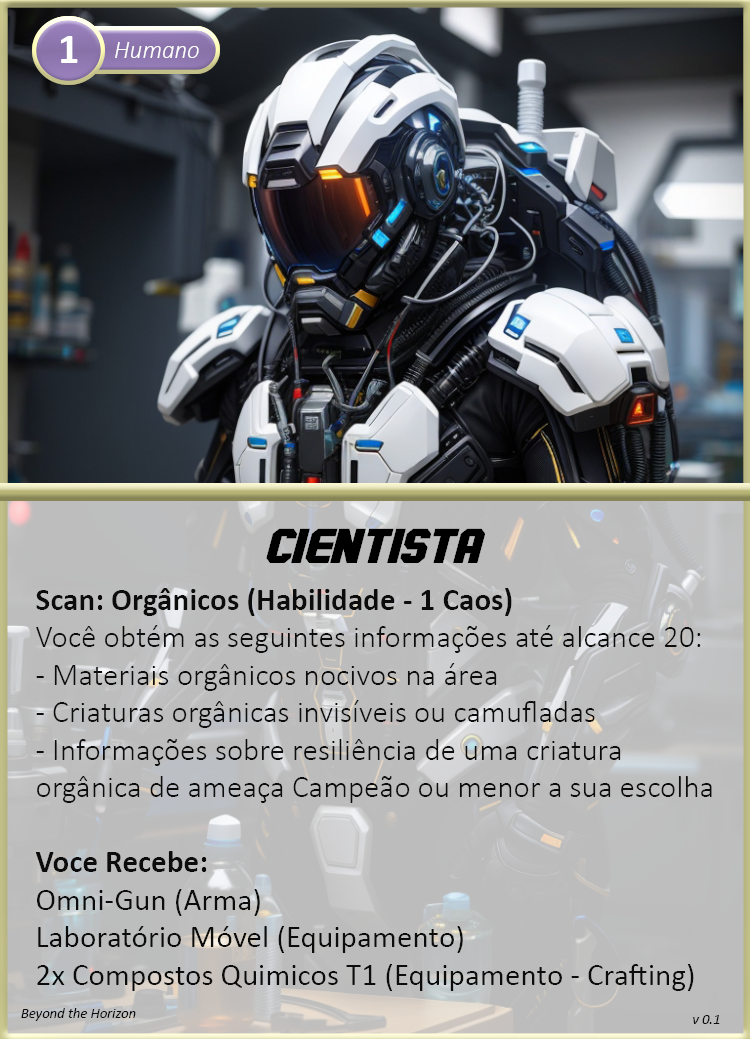 1 Humano
CIENTISTA
Scan: Orgânicos (Habilidade - 1 Caos)
Você obtém as seguintes informações até alcance 20:
- Materiais orgânicos nocivos na área
- Criaturas orgânicas invisíveis ou camufladas
- Informações sobre resiliência de uma criatura
orgânica de ameaça Campeão ou menor a sua escolha
Voce Recebe:
Omni-Gun (Arma)
Laboratório Móvel (Equipamento)
2x Compostos Quimicos T1 (Equipamento - Crafting)
Beyond the Horizon
v 0.1